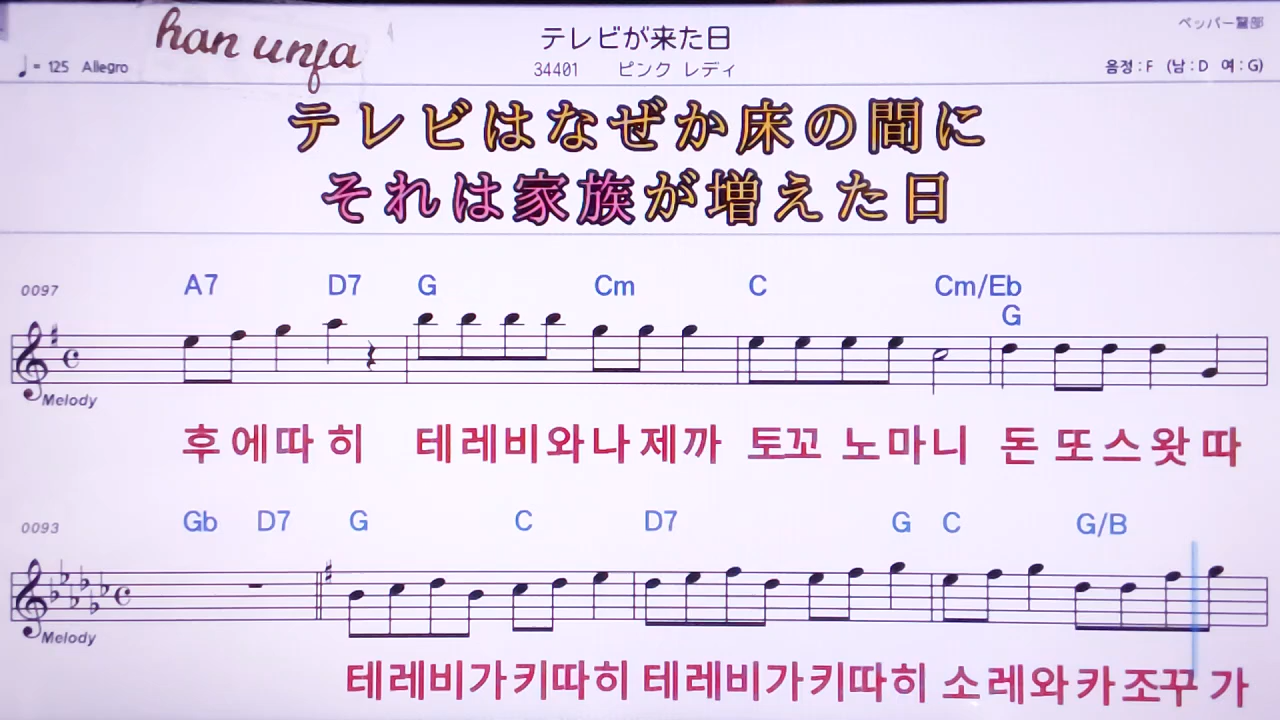 han unja
テレビが来た日
ペッパー警部
♩= 125 Allegro
34401 ピンク レディ
음정 : F (남 : D 여 : G)
テレビはなぜか床の間に
それは家族が増えた日
0097 A7 D7 G Cm C Cm/Eb
G
Melody
후에따히 테레비와나제까 토꼬노마니 돈또스왓따
0093 Gb D7 G C D7 G C G/B
Melody
테레비가키따히 테레비가키따히 소레와카조꾸가